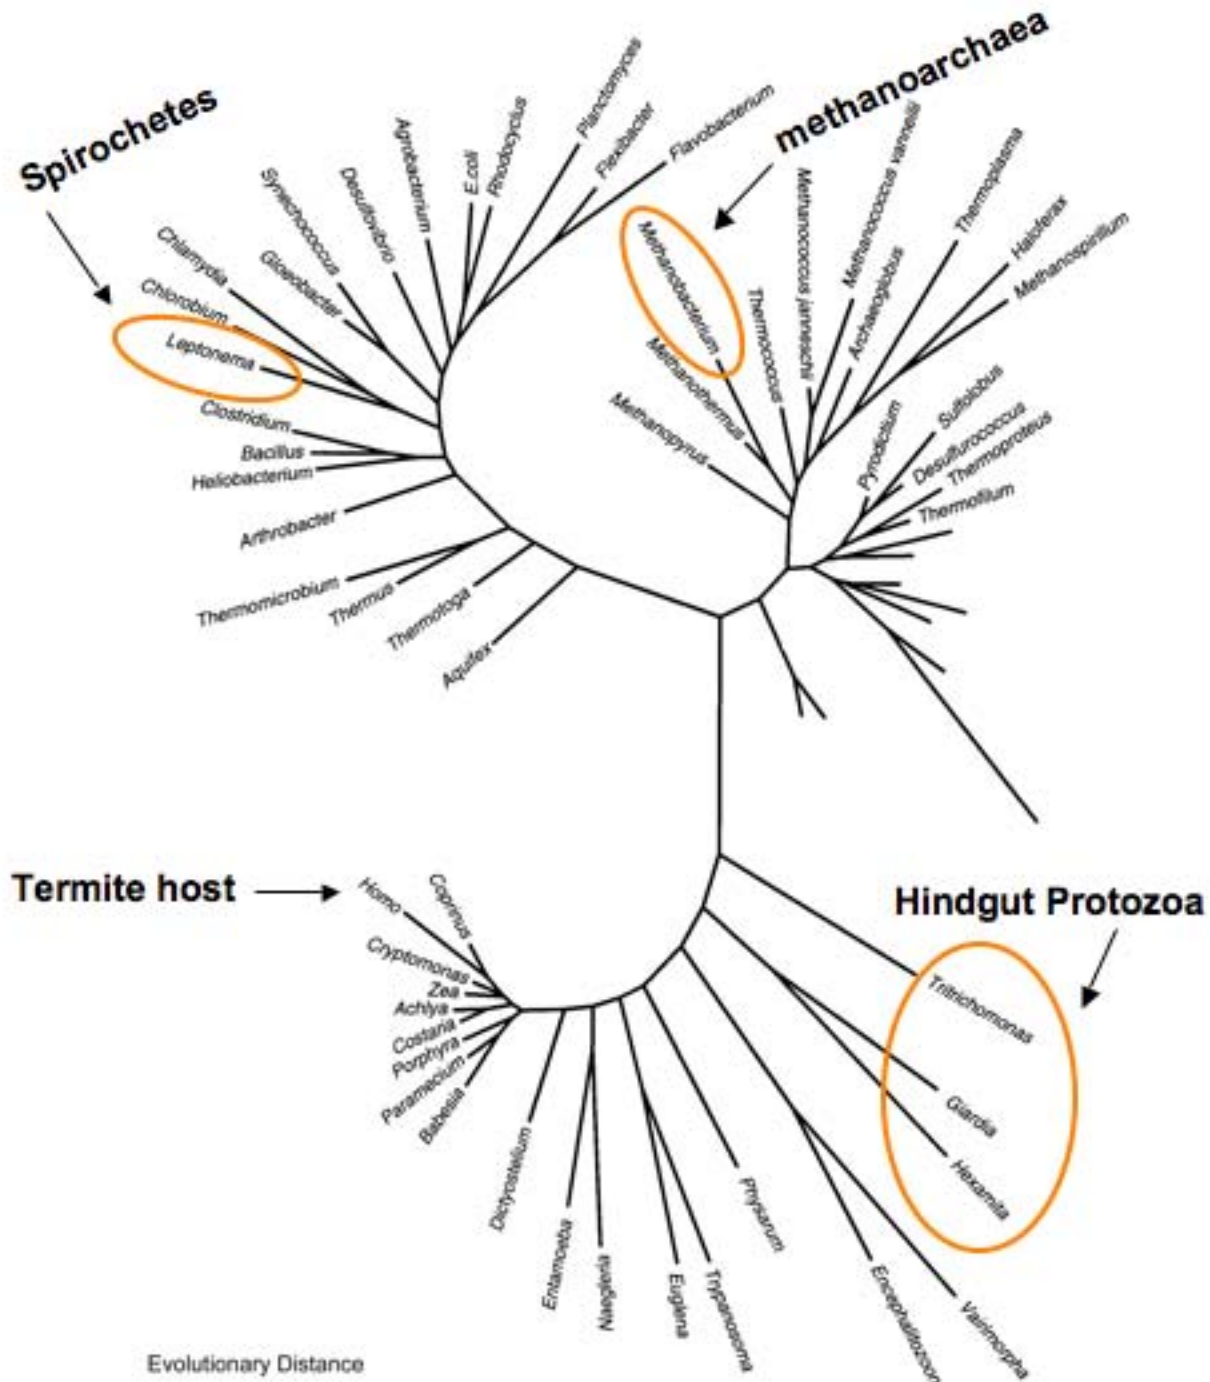 Spirochetes
methanoarchaea
Planctomyces
Flexibacter
Flavobacterium
Rhodocyclus
E.coli
Agrobacterium
Desulfovibrio
Synechococcus
Gloeobacter
Chlamydia
Chlorobium
Leptonema
Clostridium
Bacillus
Heliobacterium
Arthrobacter
Thermomicrobium
Thermus
Thermotoga
Aquifex
Methanobacterium
Methanothermus
Methanopyrus
Thermococcus
Methanococcus janneschii
Methanococcus vannelii
Archaeoglobus
Thermoplasma
Haloferax
Methanospirillum
Pyrodictium
Sulfolobus
Desulfurococcus
Thermoproteus
Thermofilum
Termite host
Hindgut Protozoa
Homo
Coprinus
Cryptomonas
Zea
Achlya
Costaria
Porphyra
Paramecium
Babesia
Dictyostelium
Entamoeba
Naegleria
Euglena
Trypanosoma
Physarum
Encephalitozoon
Vairimorpha
Tritrichomonas
Giardia
Hexamita
Evolutionary Distance